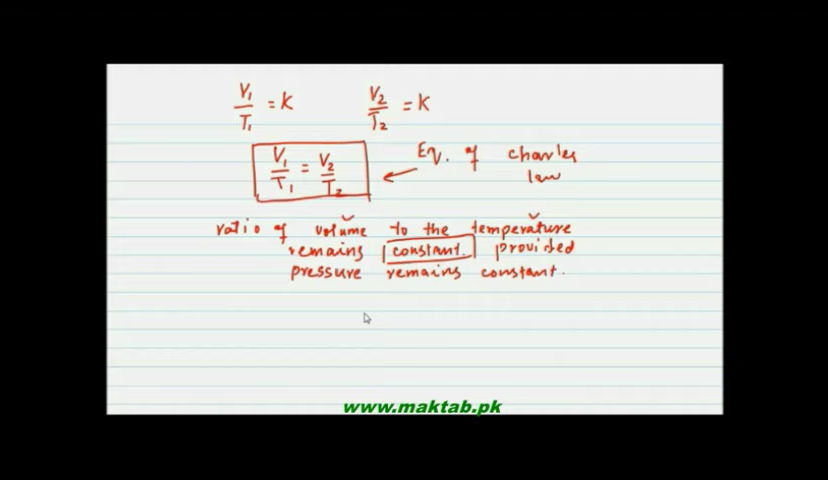 V₁/T₁ = K    V₂/T₂ = K
V₁/T₁ = V₂/T₂ ← Eq. of charles
law
ratio of volume to the temperature
remains constant. provided
pressure remains constant.
www.maktab.pk